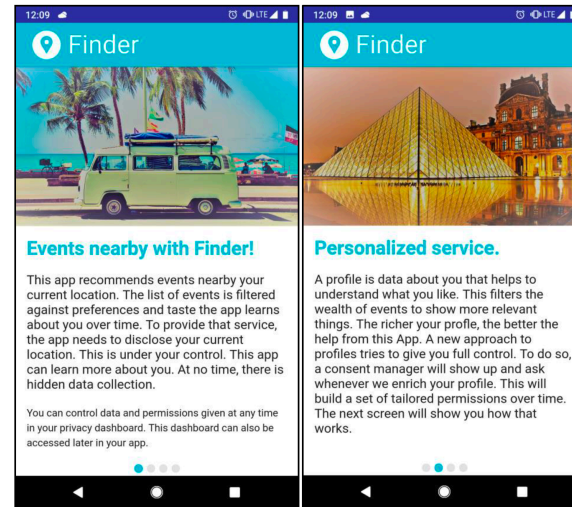 12:09
LTE
Finder
Events nearby with Finder!
This app recommends events nearby your
current location. The list of events is filtered
against preferences and taste the app learns
about you over time. To provide that service,
the app needs to disclose your current
location. This is under your control. This app
can learn more about you. At no time, there is
hidden data collection.
You can control data and permissions given at any time
in your privacy dashboard. This dashboard can also be
accessed later in your app.
12:09
LTE
Finder
Personalized service.
A profile is data about you that helps to
understand what you like. This filters the
wealth of events to show more relevant
things. The richer your profle, the better the
help from this App. A new approach to
profiles tries to give you full control. To do so,
a consent manager will show up and ask
whenever we enrich your profile. This will
build a set of tailored permissions over time.
The next screen will show you how that
works.